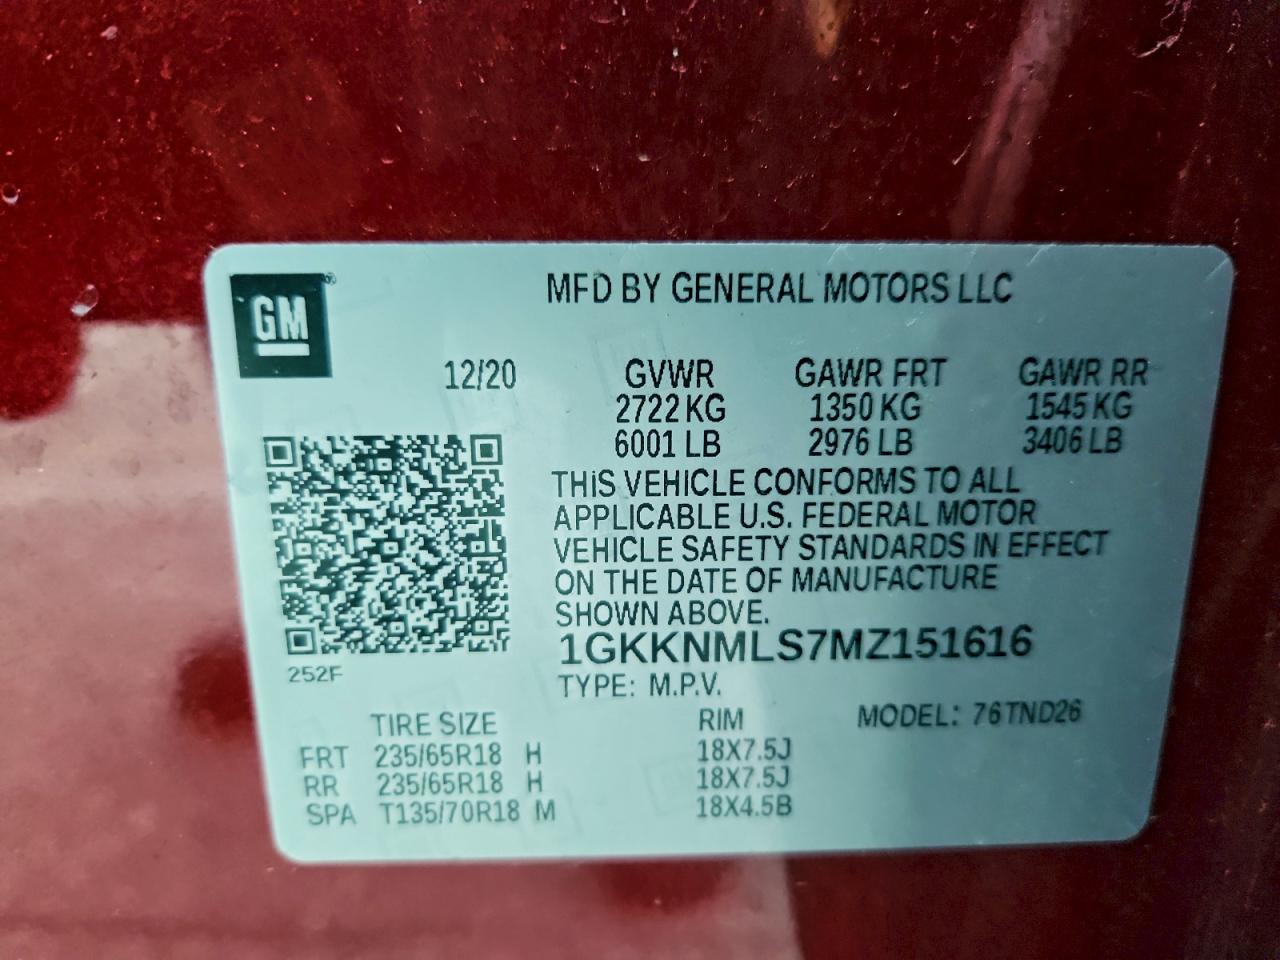 GM
MFD BY GENERAL MOTORS LLC
12/20 GVWR GAWR FRT GAWR RR
2722 KG 1350 KG 1545 KG
6001 LB 2976 LB 3406 LB
THIS VEHICLE CONFORMS TO ALL
APPLICABLE U.S. FEDERAL MOTOR
VEHICLE SAFETY STANDARDS IN EFFECT
ON THE DATE OF MANUFACTURE
SHOWN ABOVE.
1GKKNMLS7MZ151616
252F
TYPE: M.P.V.
TIRE SIZE RIM MODEL: 76TND26
FRT 235/65R18 H 18X7.5J
RR 235/65R18 H 18X7.5J
SPA T135/70R18 M 18X4.5B